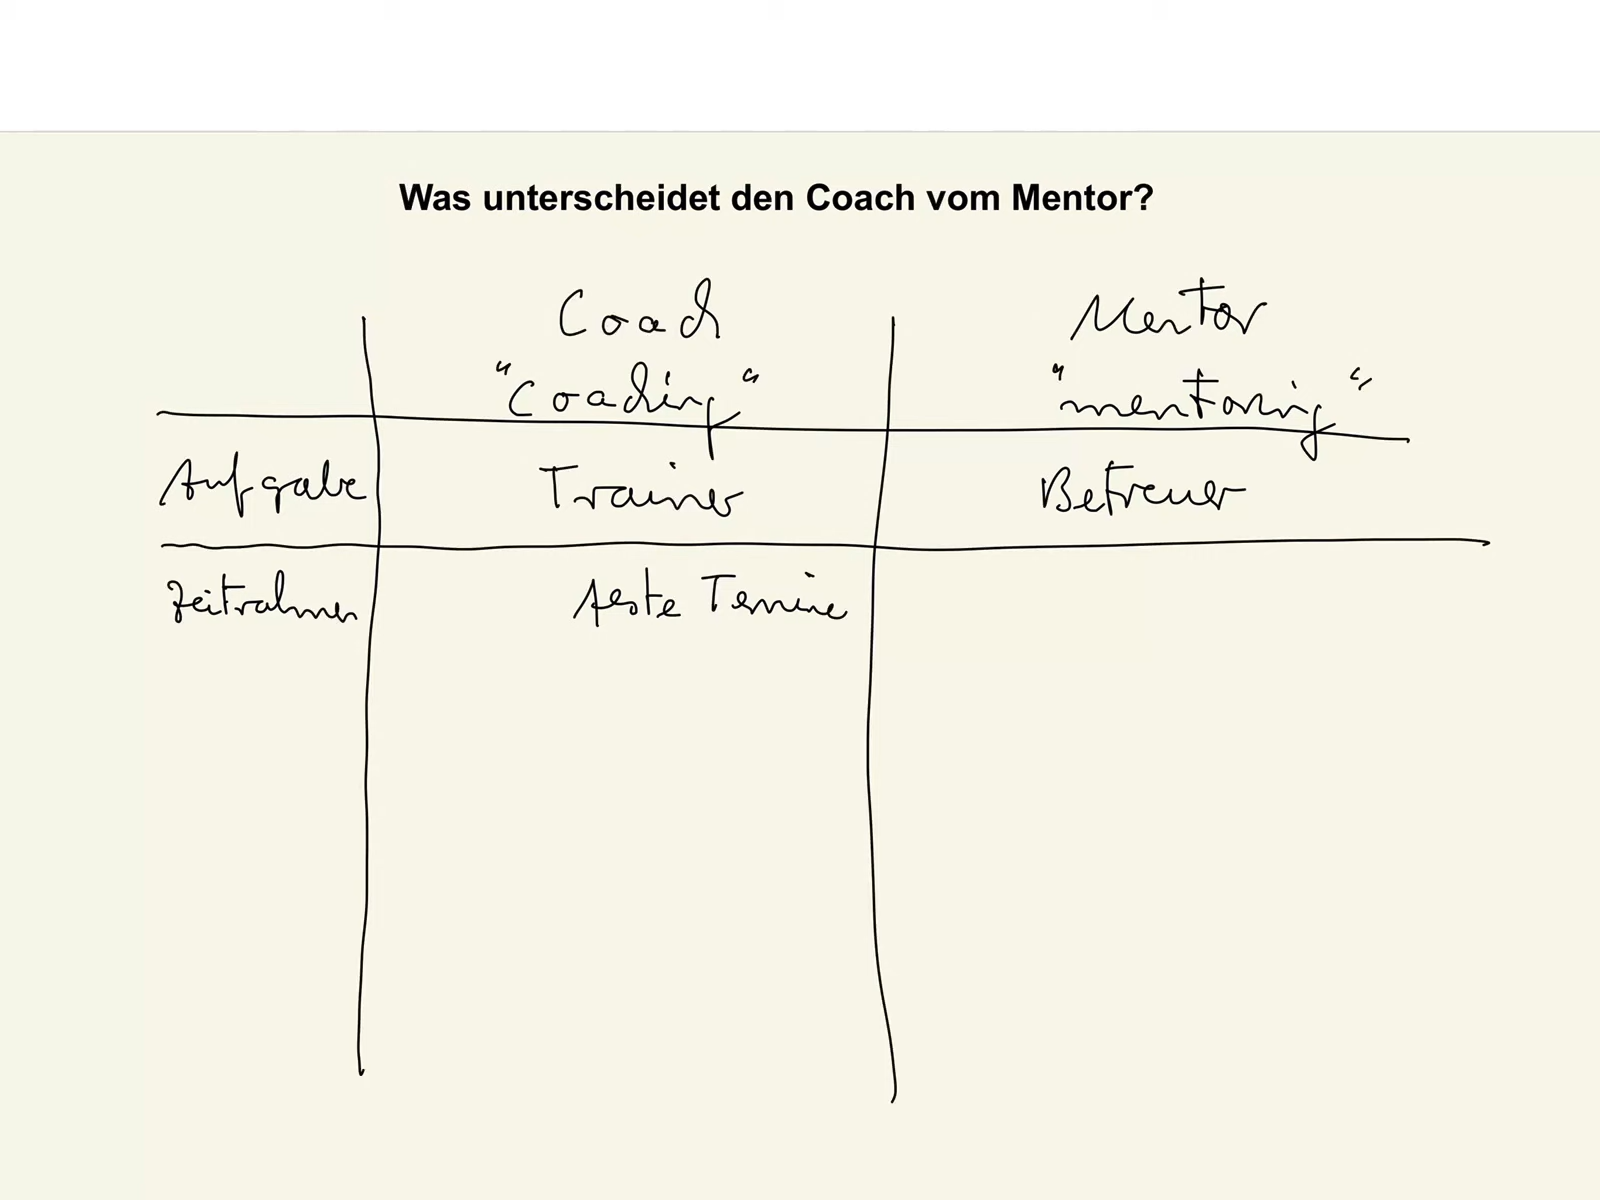 Was unterscheidet den Coach vom Mentor?
Coach Mentor
"Coaching" "mentoring"
Aufgabe Trainer Betreuer
Zeitrahmen feste Termine